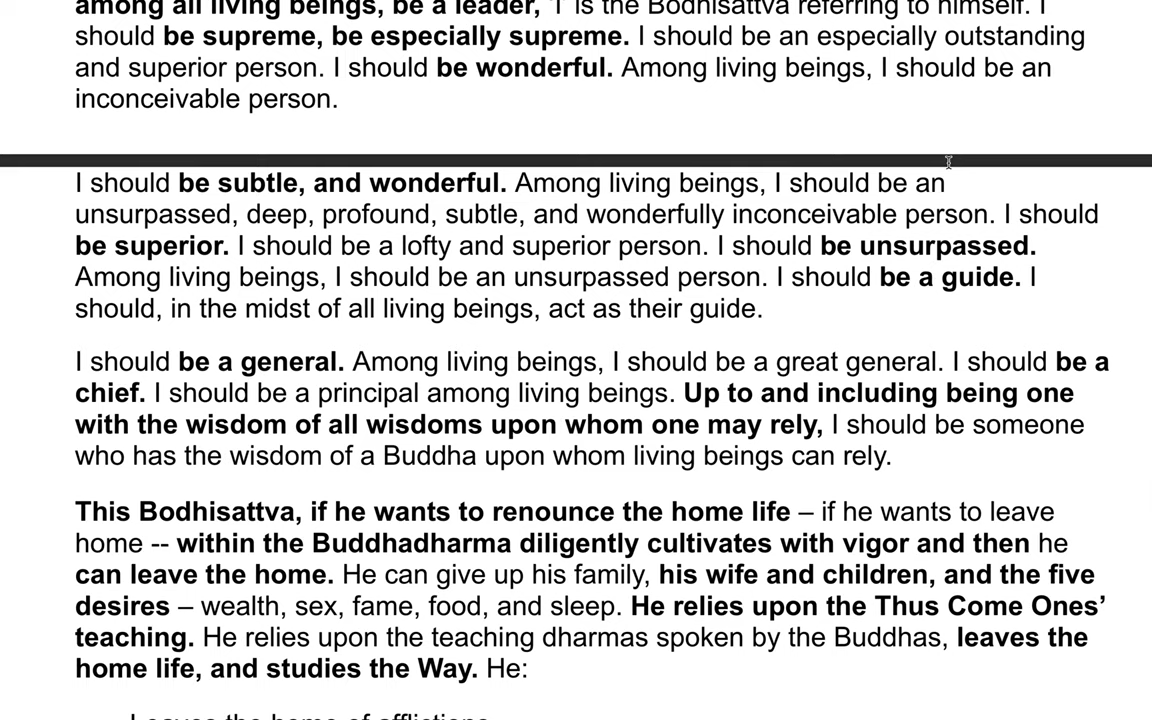 among all living beings, be a leader, 'I' is the Bodhisattva referring to himself. I
should be supreme, be especially supreme. I should be an especially outstanding
and superior person. I should be wonderful. Among living beings, I should be an
inconceivable person.
I should be subtle, and wonderful. Among living beings, I should be an
unsurpassed, deep, profound, subtle, and wonderfully inconceivable person. I should
be superior. I should be a lofty and superior person. I should be unsurpassed.
Among living beings, I should be an unsurpassed person. I should be a guide. I
should, in the midst of all living beings, act as their guide.
I should be a general. Among living beings, I should be a great general. I should be a
chief. I should be a principal among living beings. Up to and including being one
with the wisdom of all wisdoms upon whom one may rely, I should be someone
who has the wisdom of a Buddha upon whom living beings can rely.
This Bodhisattva, if he wants to renounce the home life – if he wants to leave
home -- within the Buddhadharma diligently cultivates with vigor and then he
can leave the home. He can give up his family, his wife and children, and the five
desires – wealth, sex, fame, food, and sleep. He relies upon the Thus Come Ones’
teaching. He relies upon the teaching dharmas spoken by the Buddhas, leaves the
home life, and studies the Way. He:
Leaves the home of afflictions